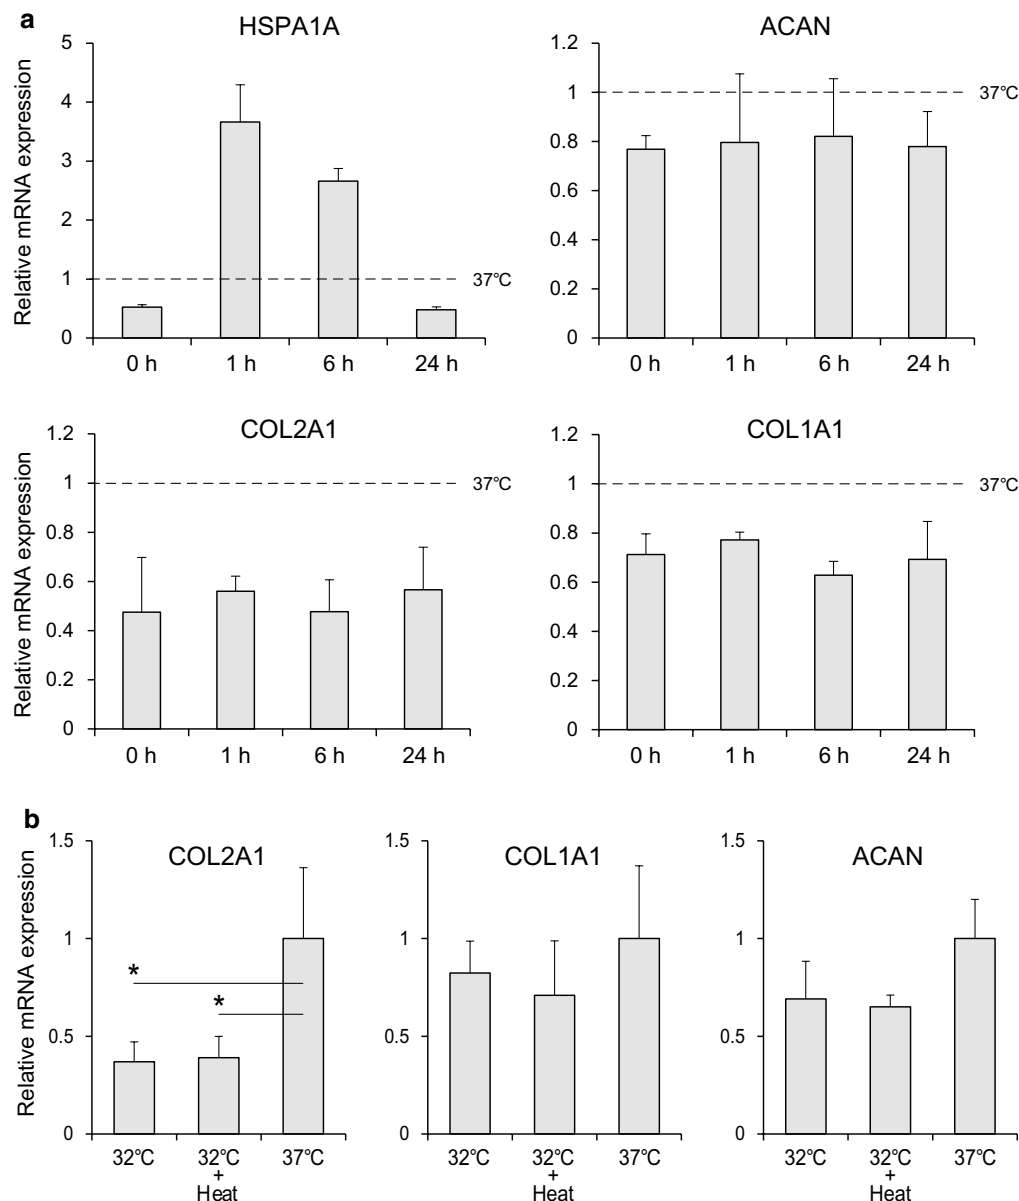 a
HSPA1A
ACAN
Relative mRNA expression
5
4
3
2
1
0
37℃
0 h 1 h 6 h 24 h
1.2
1
0.8
0.6
0.4
0.2
0
37℃
0 h 1 h 6 h 24 h
COL2A1
COL1A1
Relative mRNA expression
1.2
1
0.8
0.6
0.4
0.2
0
37℃
0 h 1 h 6 h 24 h
1.2
1
0.8
0.6
0.4
0.2
0
37℃
0 h 1 h 6 h 24 h
b
Relative mRNA expression
COL2A1
1.5
1
0.5
0
*
*
32℃ 32℃ 37℃
+
Heat
COL1A1
1.5
1
0.5
0
32℃ 32℃ 37℃
+
Heat
ACAN
1.5
1
0.5
0
32℃ 32℃ 37℃
+
Heat